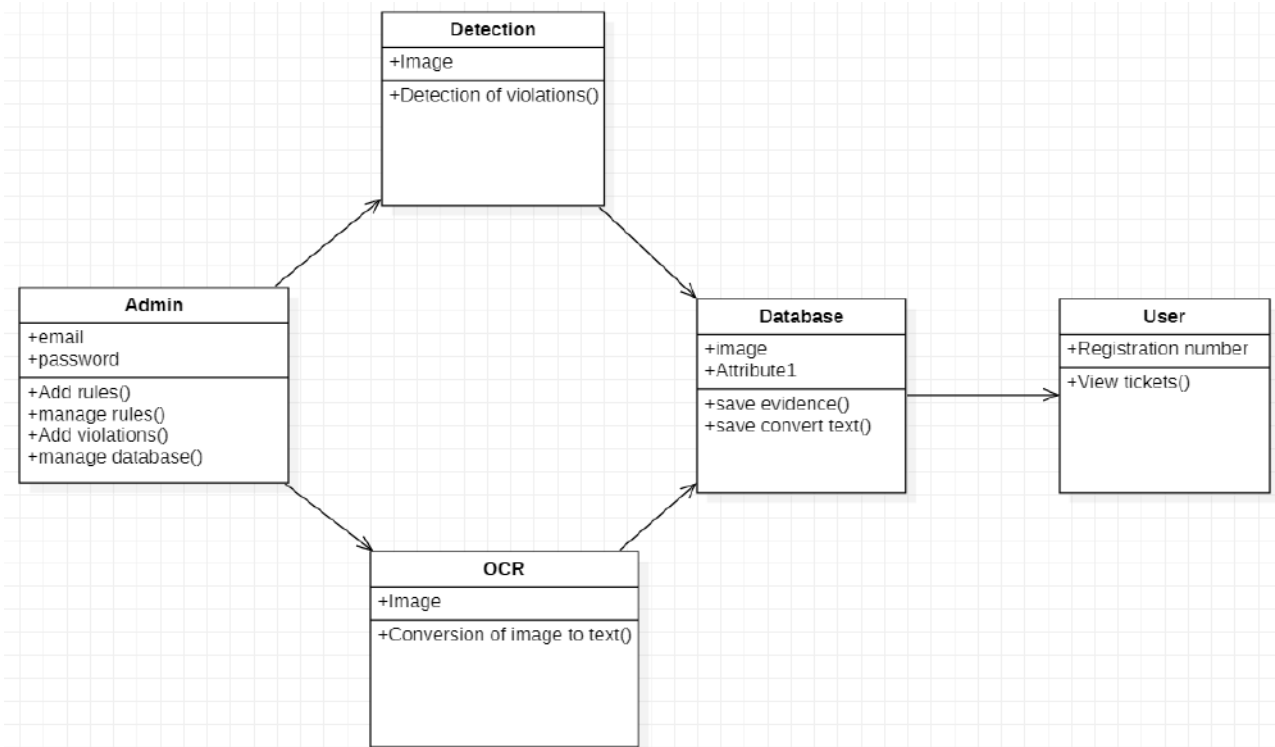 Detection
+Image
+Detection of violations()
Admin
+email
+password
+Add rules()
+manage rules()
+Add violations()
+manage database()
Database
+image
+Attribute1
+save evidence()
+save convert text()
User
+Registration number
+View tickets()
OCR
+Image
+Conversion of image to text()